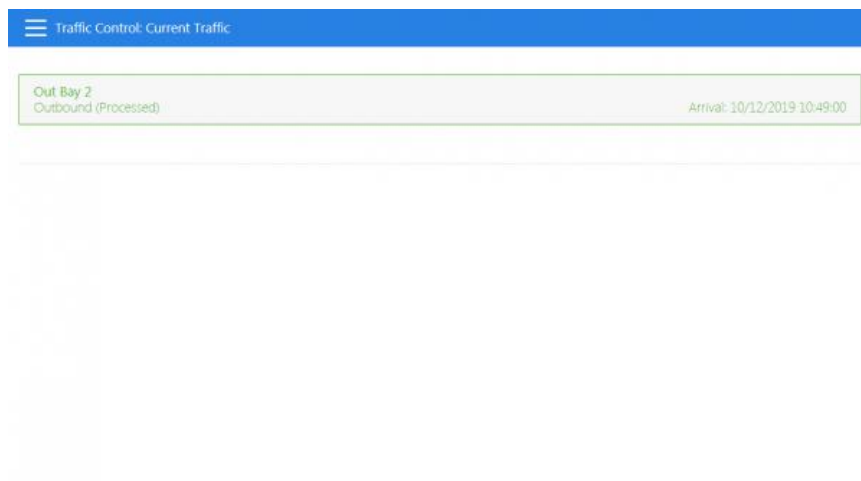 Traffic Control: Current Traffic
Out Bay 2
Outbound (Processed)
Arrival: 10/12/2019 10:49:00